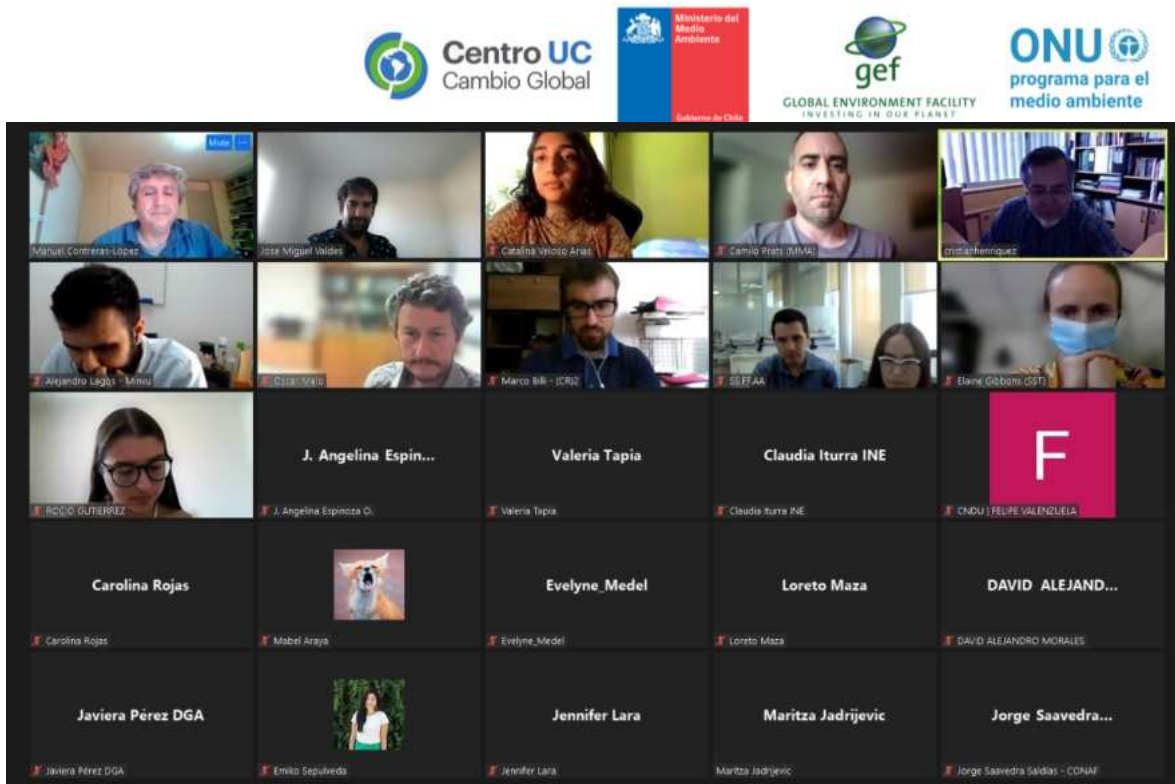 Centro UC
Cambio Global
Ministerio del
Medio
Ambiente
Gobierno de Chile
gef
GLOBAL ENVIRONMENT FACILITY
INVESTING IN OUR PLANET
ONU
programa para el
medio ambiente
Mute
Manuel Contreras-López
José Miguel Valdes
Catalina Veloso Arias
Camilo Prats (MMA)
cristianhenriquez
Alejandro Lagos - Minvu
Oscar Melo
Marco Billi - (CR)2
SS.FF.AA
Elaine Gibbons (SST)
ROCIO GUTIERREZ
J. Angelina Espin...
J. Angelina Espinoza O.
Valeria Tapia
Valeria Tapia
Claudia Iturra INE
Claudia Iturra INE
F
CNDU | FELIPE VALENZUELA
Carolina Rojas
Carolina Rojas
Mabel Araya
Evelyne_Medel
Evelyne_Medel
Loreto Maza
Loreto Maza
DAVID ALEJAND...
DAVID ALEJANDRO MORALES
Javiera Pérez DGA
Javiera Pérez DGA
Emiko Sepulveda
Jennifer Lara
Jennifer Lara
Maritza Jadrijevic
Maritza Jadrijevic
Jorge Saavedra...
Jorge Saavedra Saldías - CONAF